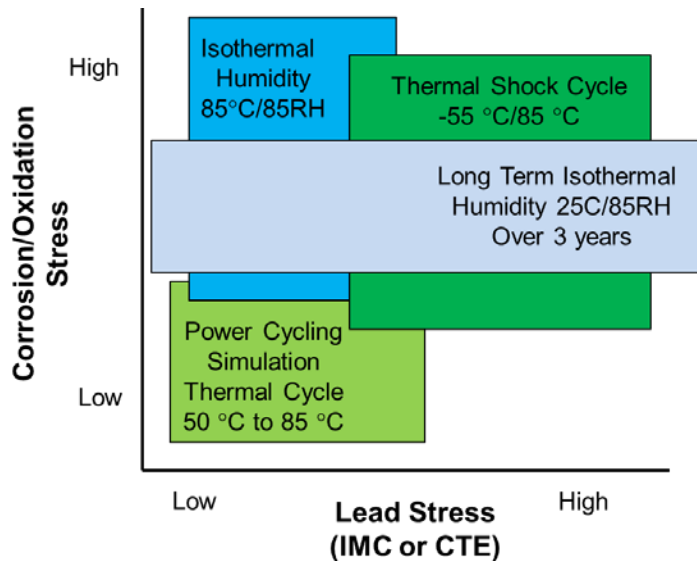 High
Corrosion/Oxidation
Stress
Low
Isothermal
Humidity
85°C/85RH
Thermal Shock Cycle
-55 °C/85 °C
Long Term Isothermal
Humidity 25C/85RH
Over 3 years
Power Cycling
Simulation
Thermal Cycle
50 °C to 85 °C
Low
High
Lead Stress
(IMC or CTE)